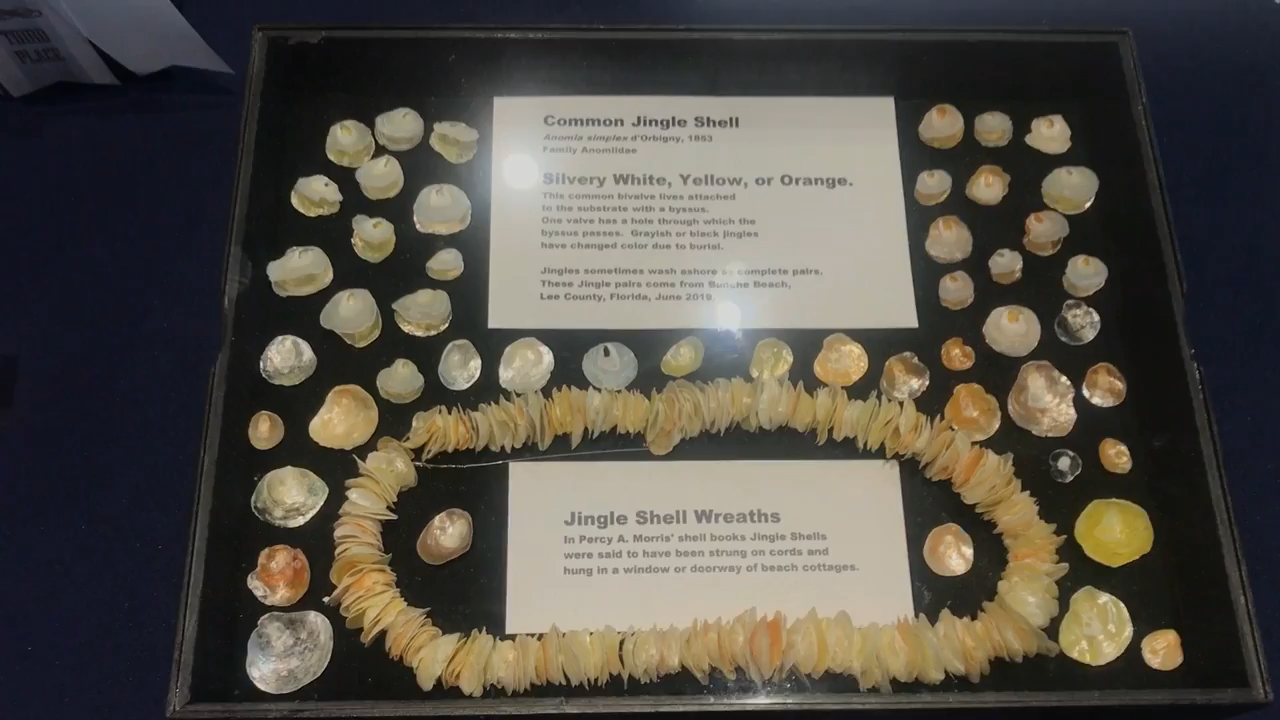 THIRD
PLACE
Common Jingle Shell
Anomia simplex d'Orbigny, 1853
Family Anomiidae
Silvery White, Yellow, or Orange.
This common bivalve lives attached
to the substrate with a byssus.
One valve has a hole through which the
byssus passes. Grayish or black jingles
have changed color due to burial.
Jingles sometimes wash ashore as complete pairs.
These Jingle pairs come from Bunche Beach,
Lee County, Florida, June 2019.
Jingle Shell Wreaths
In Percy A. Morris' shell books Jingle Shells
were said to have been strung on cords and
hung in a window or doorway of beach cottages.